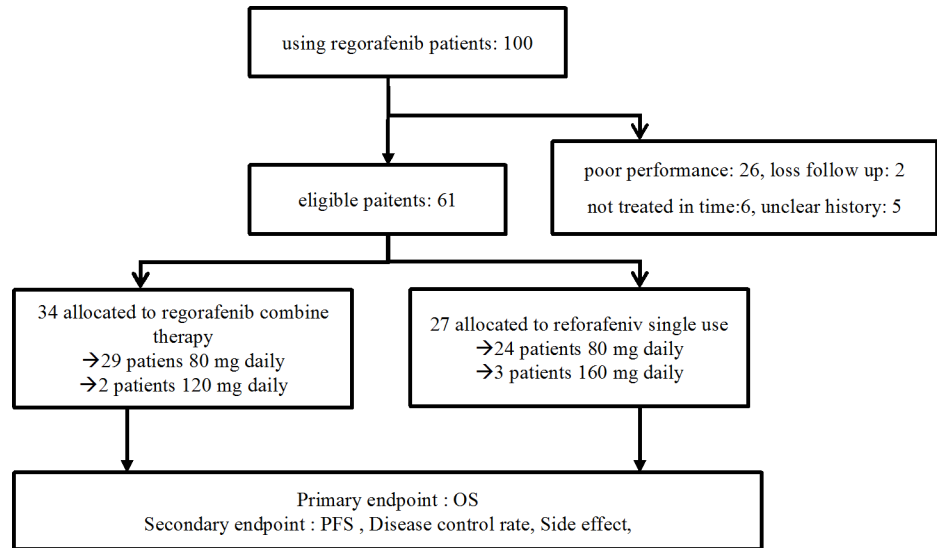 using regorafenib patients: 100
poor performance: 26, loss follow up: 2
not treated in time:6, unclear history: 5
eligible paitents: 61
34 allocated to regorafenib combine
therapy
→29 patiens 80 mg daily
→2 patients 120 mg daily
27 allocated to reforafeniv single use
→24 patients 80 mg daily
→3 patients 160 mg daily
Primary endpoint : OS
Secondary endpoint : PFS , Disease control rate, Side effect,